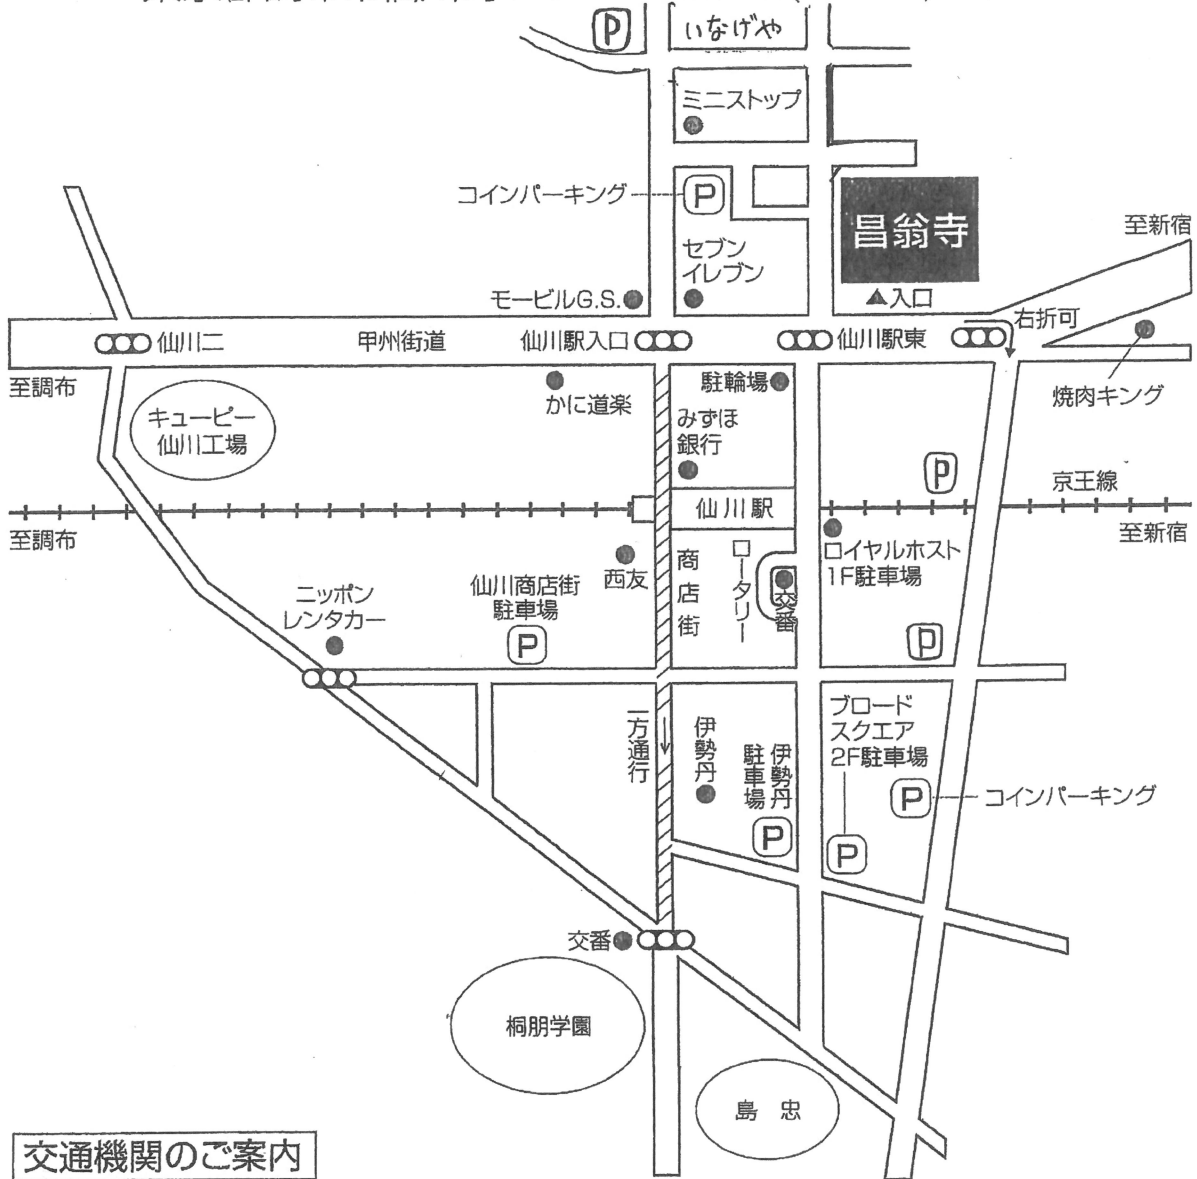 P
いなげや
ミニストップ
コインパーキング
P
昌翁寺
至新宿
セブン
イレブン
モービルG.S.
▲入口
右折可
仙川二
甲州街道
仙川駅入口
仙川駅東
至調布
駐輪場
焼肉キング
かに道楽
キューピー
仙川工場
みずほ
銀行
P
京王線
仙川駅
至調布
至新宿
ロイヤルホスト
1F駐車場
西友
商店街
ロータリー
交番
ニッポン
レンタカー
仙川商店街
駐車場
P
P
一方通行
↓
伊勢丹
伊勢丹
駐車場
P
ブロード
スクエア
2F駐車場
P
P
コインパーキング
交番
桐朋学園
島忠
交通機関のご案内